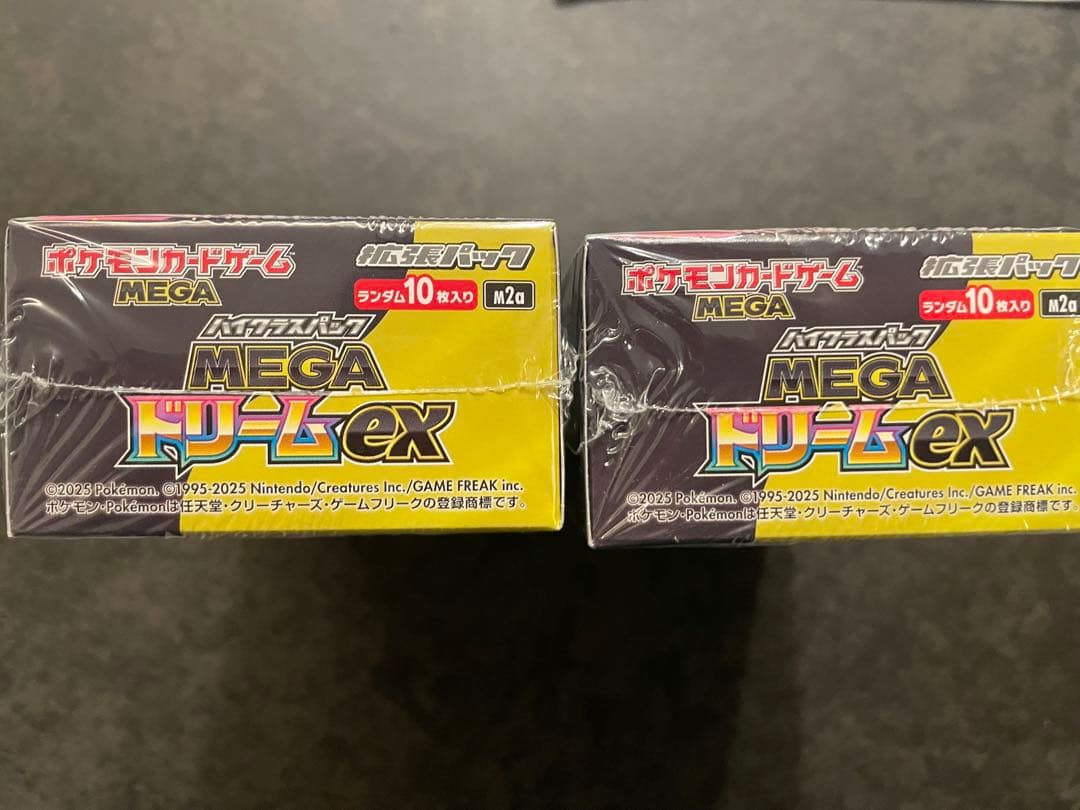 ポケモンカードゲーム
MEGA
拡張パック
ランダム10枚入り
M2a
ハイクラスパック
MEGA
ドリームex
©2025 Pokémon. ©1995-2025 Nintendo/Creatures Inc./GAME FREAK inc.
ポケモン・Pokémonは任天堂・クリーチャーズ・ゲームフリークの登録商標です。
ポケモンカードゲーム
MEGA
拡張パック
ランダム10枚入り
M2a
ハイクラスパック
MEGA
ドリームex
©2025 Pokémon. ©1995-2025 Nintendo/Creatures Inc./GAME FREAK inc.
ポケモン・Pokémonは任天堂・クリーチャーズ・ゲームフリークの登録商標です。